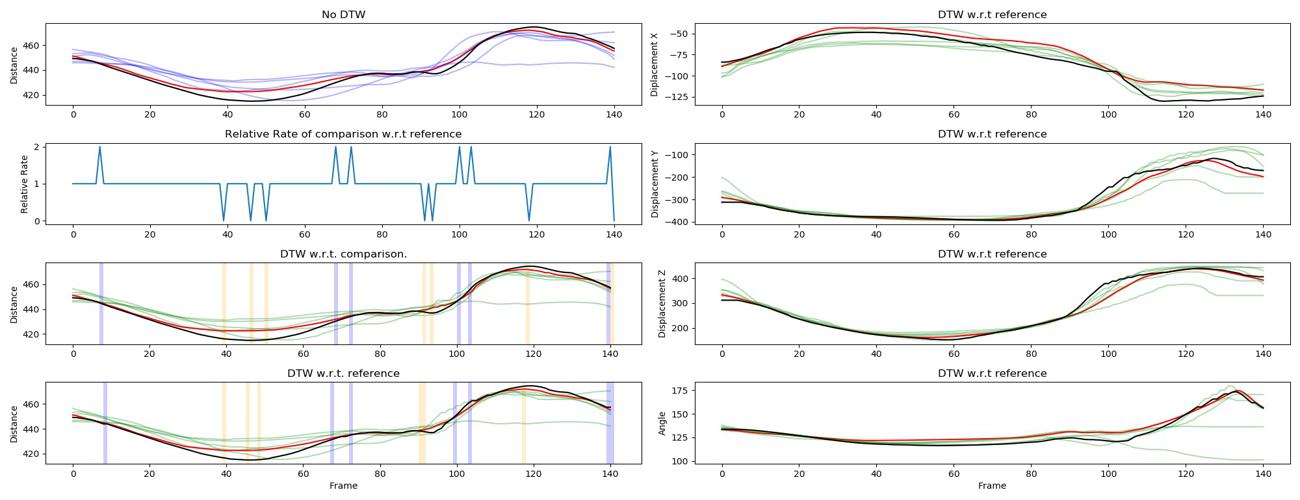 No DTW
Distance
460
440
420
0 20 40 60 80 100 120 140
Relative Rate of comparison w.r.t reference
Relative Rate
2
1
0
0 20 40 60 80 100 120 140
DTW w.r.t. comparison.
Distance
460
440
420
0 20 40 60 80 100 120 140
DTW w.r.t. reference
Distance
460
440
420
0 20 40 60 80 100 120 140
Frame
DTW w.r.t reference
Displacement X
−50
−75
−100
−125
0 20 40 60 80 100 120 140
DTW w.r.t reference
Displacement Y
−100
−200
−300
−400
0 20 40 60 80 100 120 140
DTW w.r.t reference
Displacement Z
400
300
200
0 20 40 60 80 100 120 140
DTW w.r.t reference
Angle
175
150
125
100
0 20 40 60 80 100 120 140
Frame